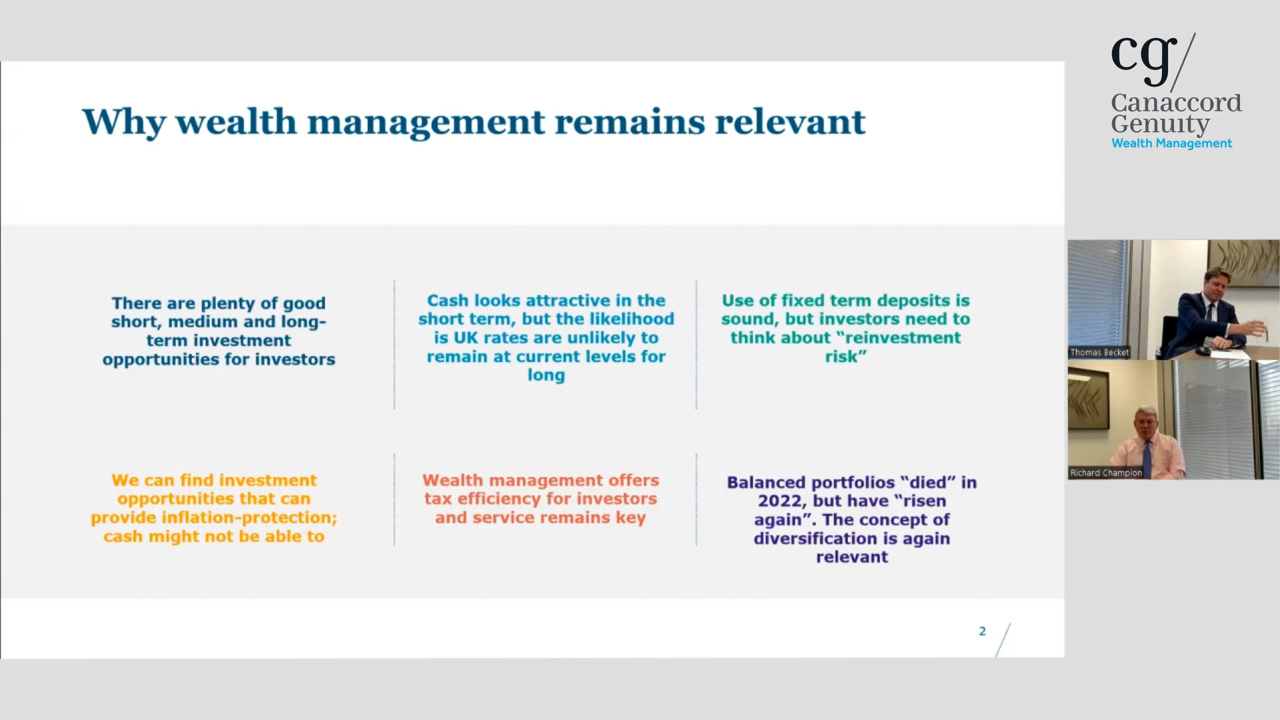 Why wealth management remains relevant
There are plenty of good
short, medium and long-
term investment
opportunities for investors
Cash looks attractive in the
short term, but the likelihood
is UK rates are unlikely to
remain at current levels for
long
Use of fixed term deposits is
sound, but investors need to
think about “reinvestment
risk”
We can find investment
opportunities that can
provide inflation-protection;
cash might not be able to
Wealth management offers
tax efficiency for investors
and service remains key
Balanced portfolios “died” in
2022, but have “risen
again”. The concept of
diversification is again
relevant
2
cg/
Canaccord
Genuity
Wealth Management
Thomas Becket
Richard Champion